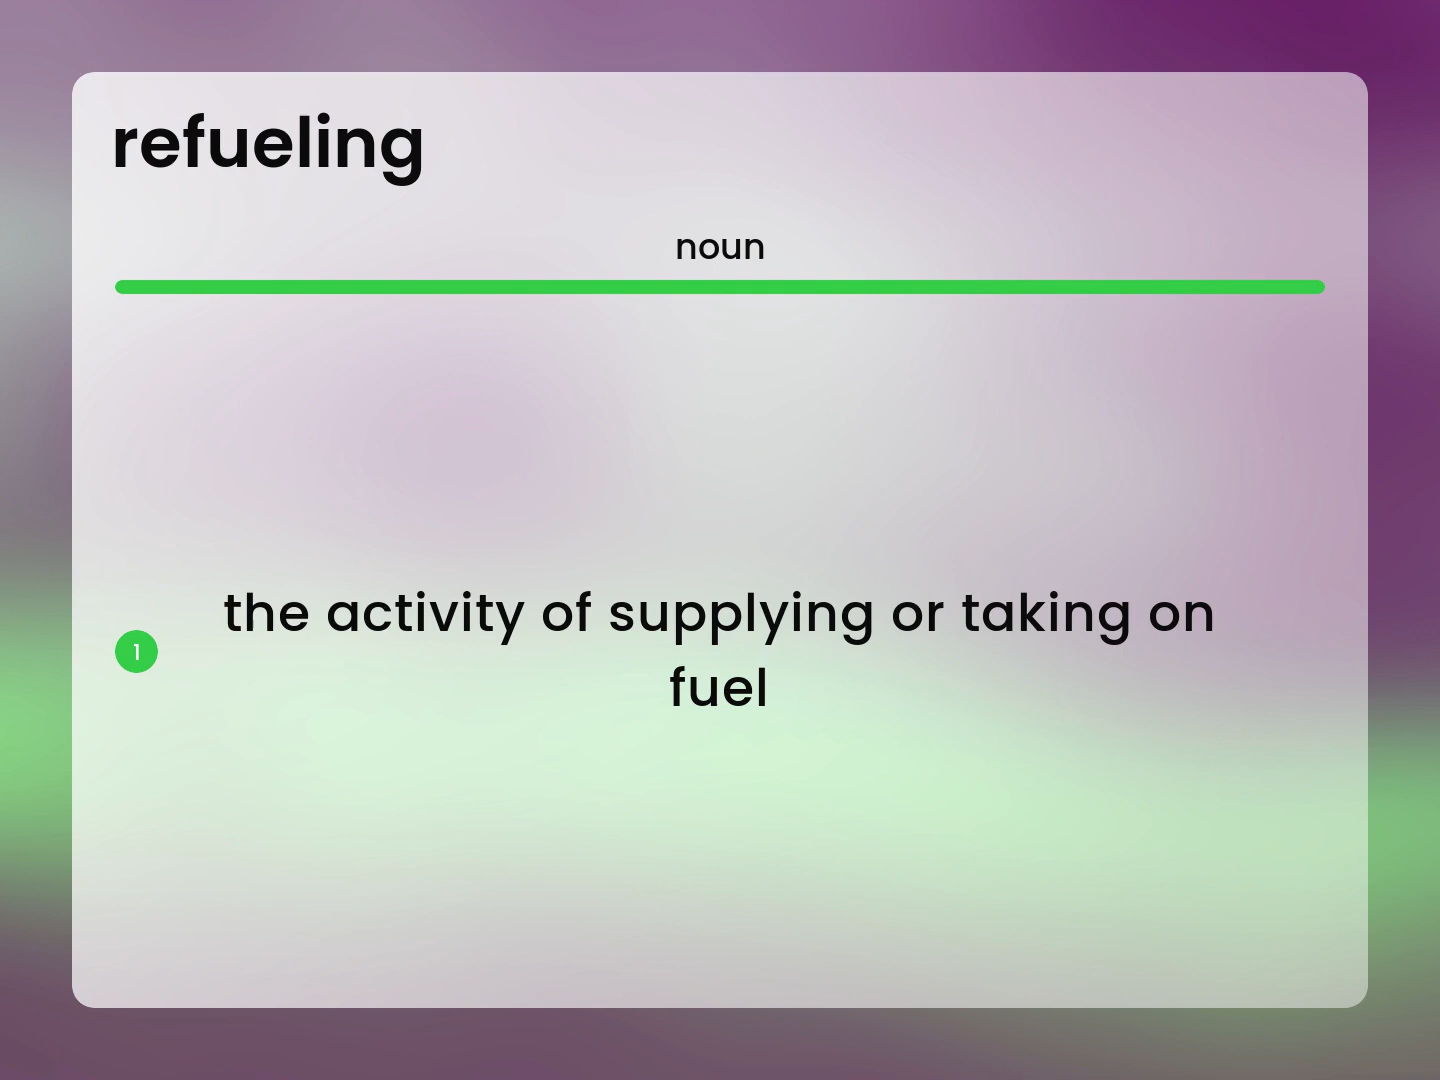 refueling
noun
1
the activity of supplying or taking on
fuel